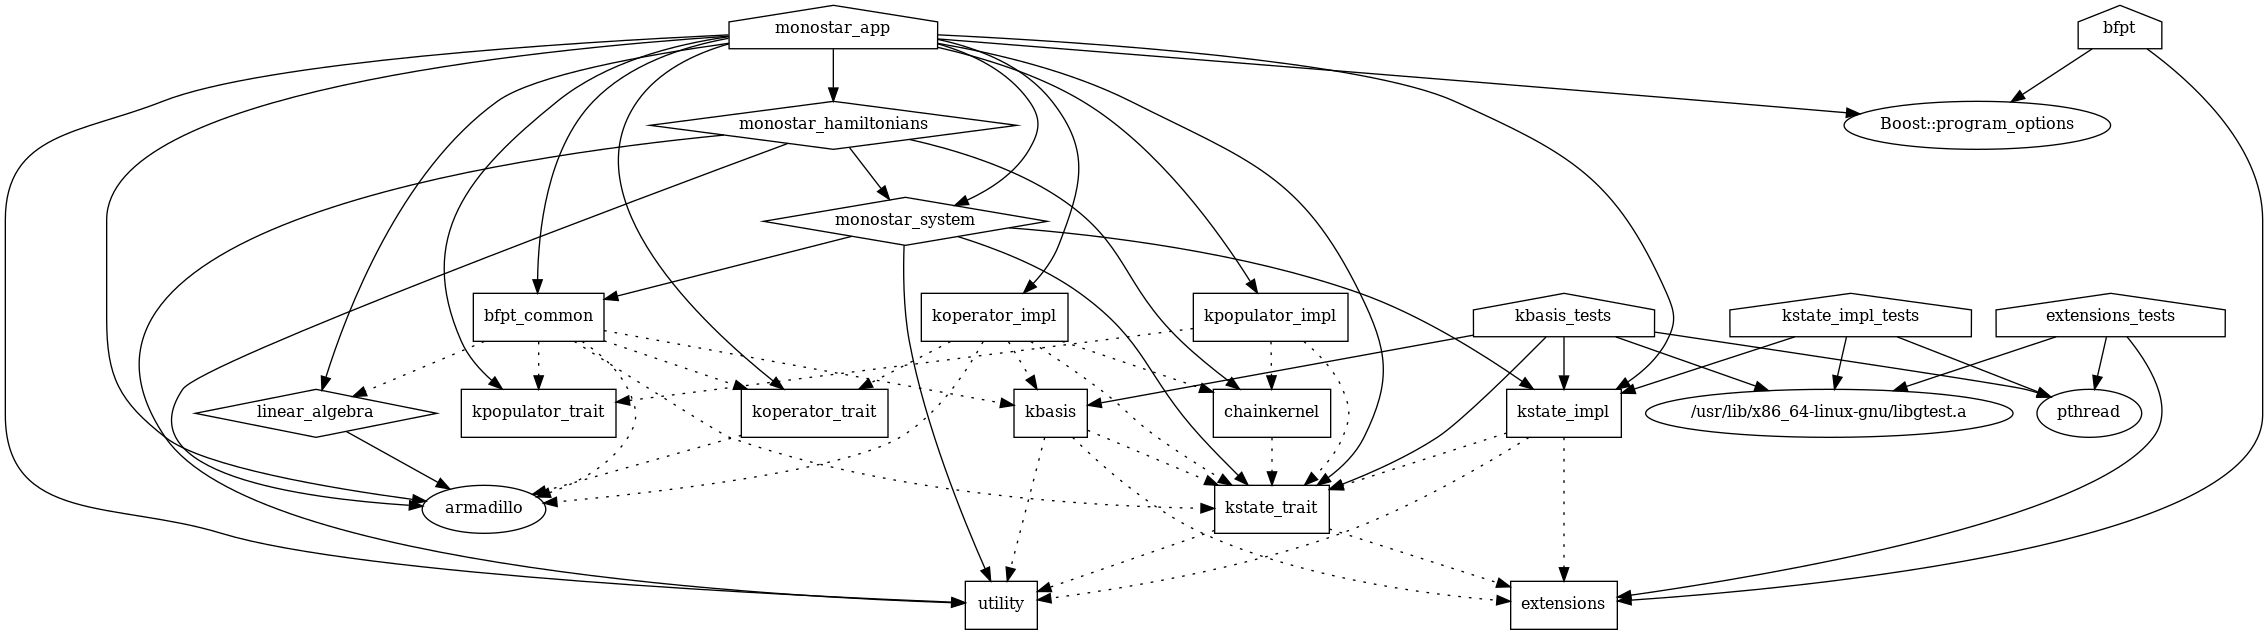 monostar_app
bfpt
monostar_hamiltonians
Boost::program_options
monostar_system
bfpt_common
koperator_impl
kpopulator_impl
kbasis_tests
kstate_impl_tests
extensions_tests
linear_algebra
kpopulator_trait
koperator_trait
kbasis
chainkernel
kstate_impl
/usr/lib/x86_64-linux-gnu/libgtest.a
pthread
armadillo
kstate_trait
utility
extensions